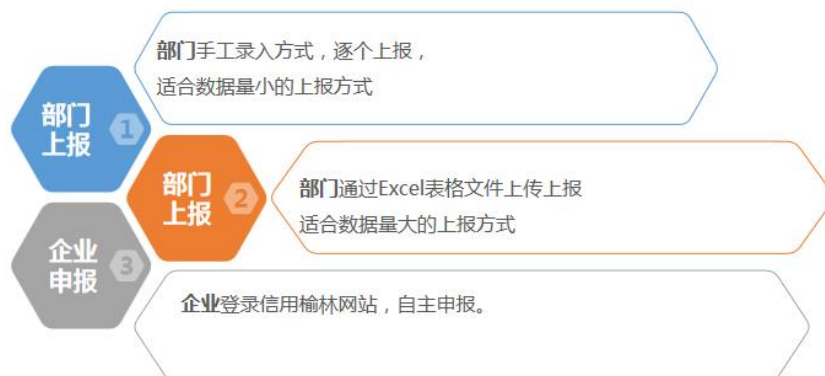 部门手工录入方式，逐个上报，
适合数据量小的上报方式
部门
上报
1
部门
上报
2
部门通过Excel表格文件上传上报
适合数据量大的上报方式
企业
申报
3
企业登录信用榆林网站，自主申报。